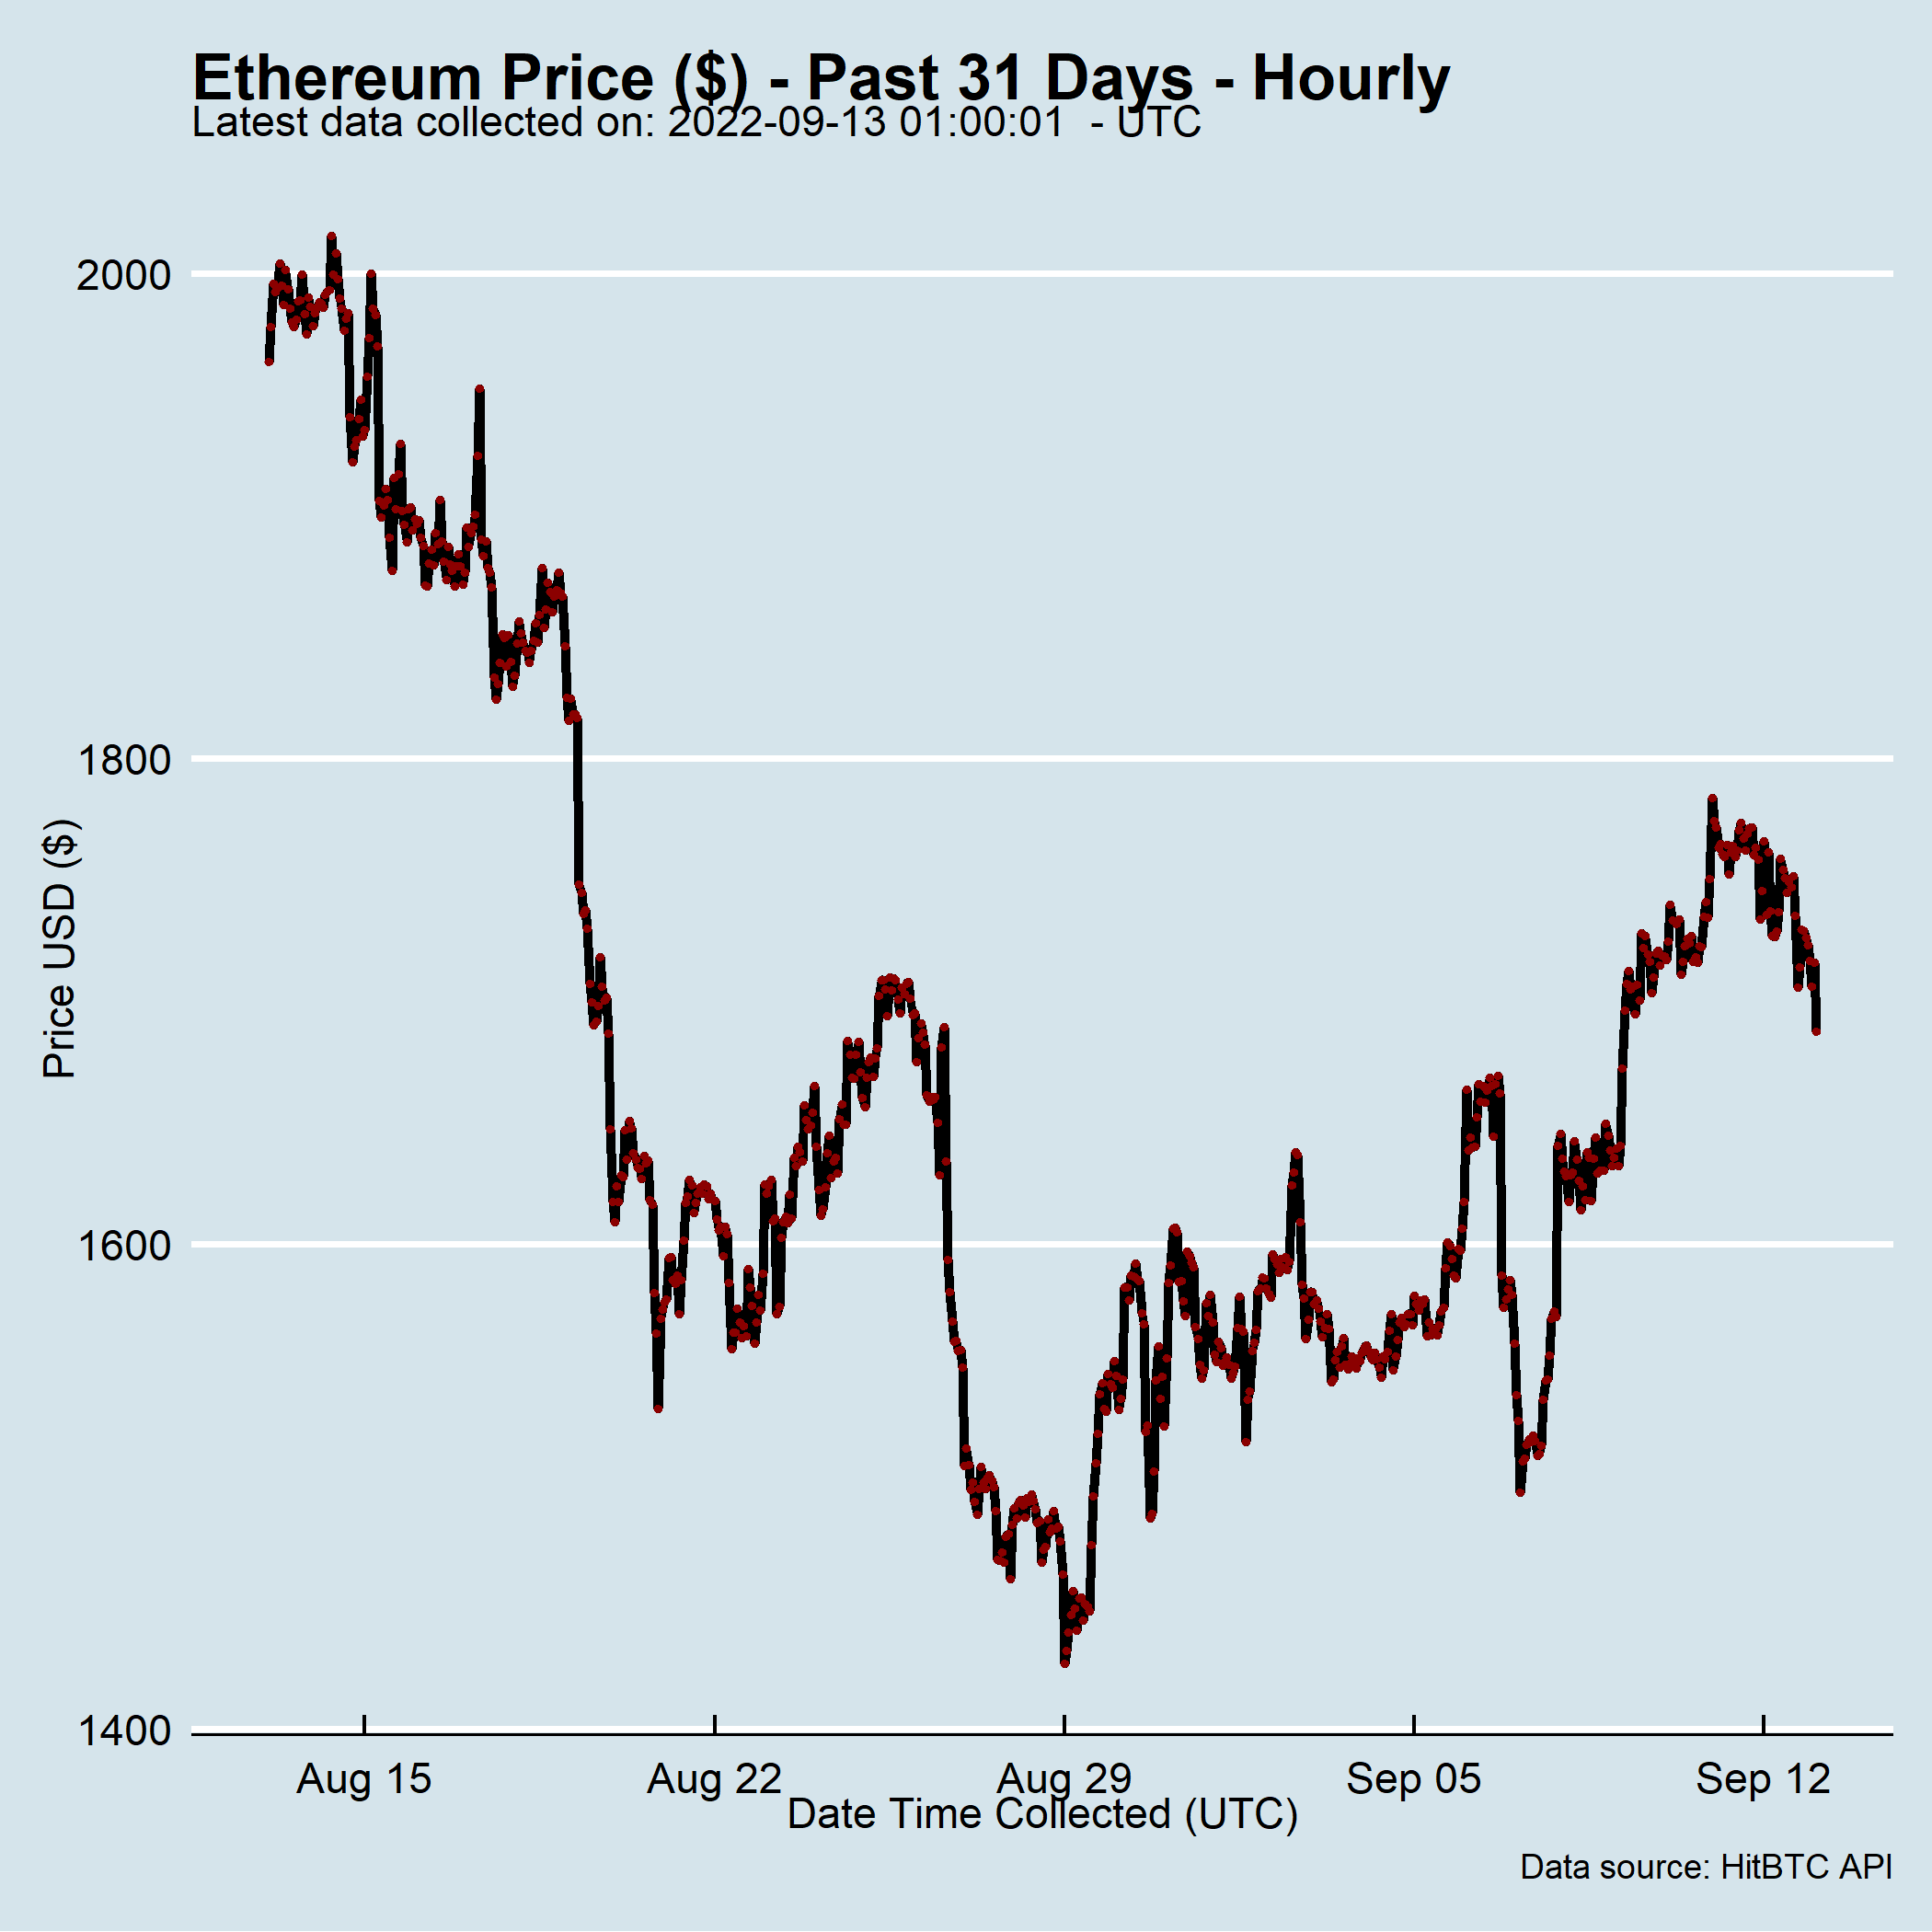 Ethereum Price ($) - Past 31 Days - Hourly
Latest data collected on: 2022-09-13 01:00:01  - UTC
2000
1800
1600
1400
Price USD ($)
Aug 15 Aug 22 Aug 29 Sep 05 Sep 12
Date Time Collected (UTC)
Data source: HitBTC API